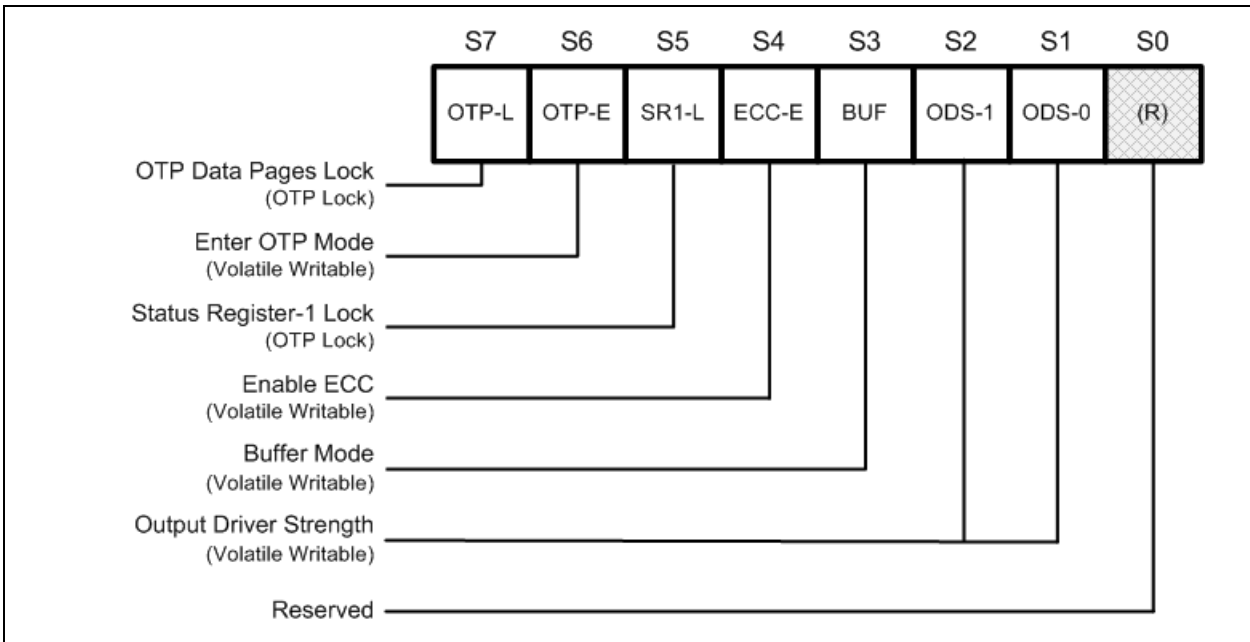 S7 S6 S5 S4 S3 S2 S1 S0
OTP-L OTP-E SR1-L ECC-E BUF ODS-1 ODS-0 (R)
OTP Data Pages Lock
(OTP Lock)
Enter OTP Mode
(Volatile Writable)
Status Register-1 Lock
(OTP Lock)
Enable ECC
(Volatile Writable)
Buffer Mode
(Volatile Writable)
Output Driver Strength
(Volatile Writable)
Reserved